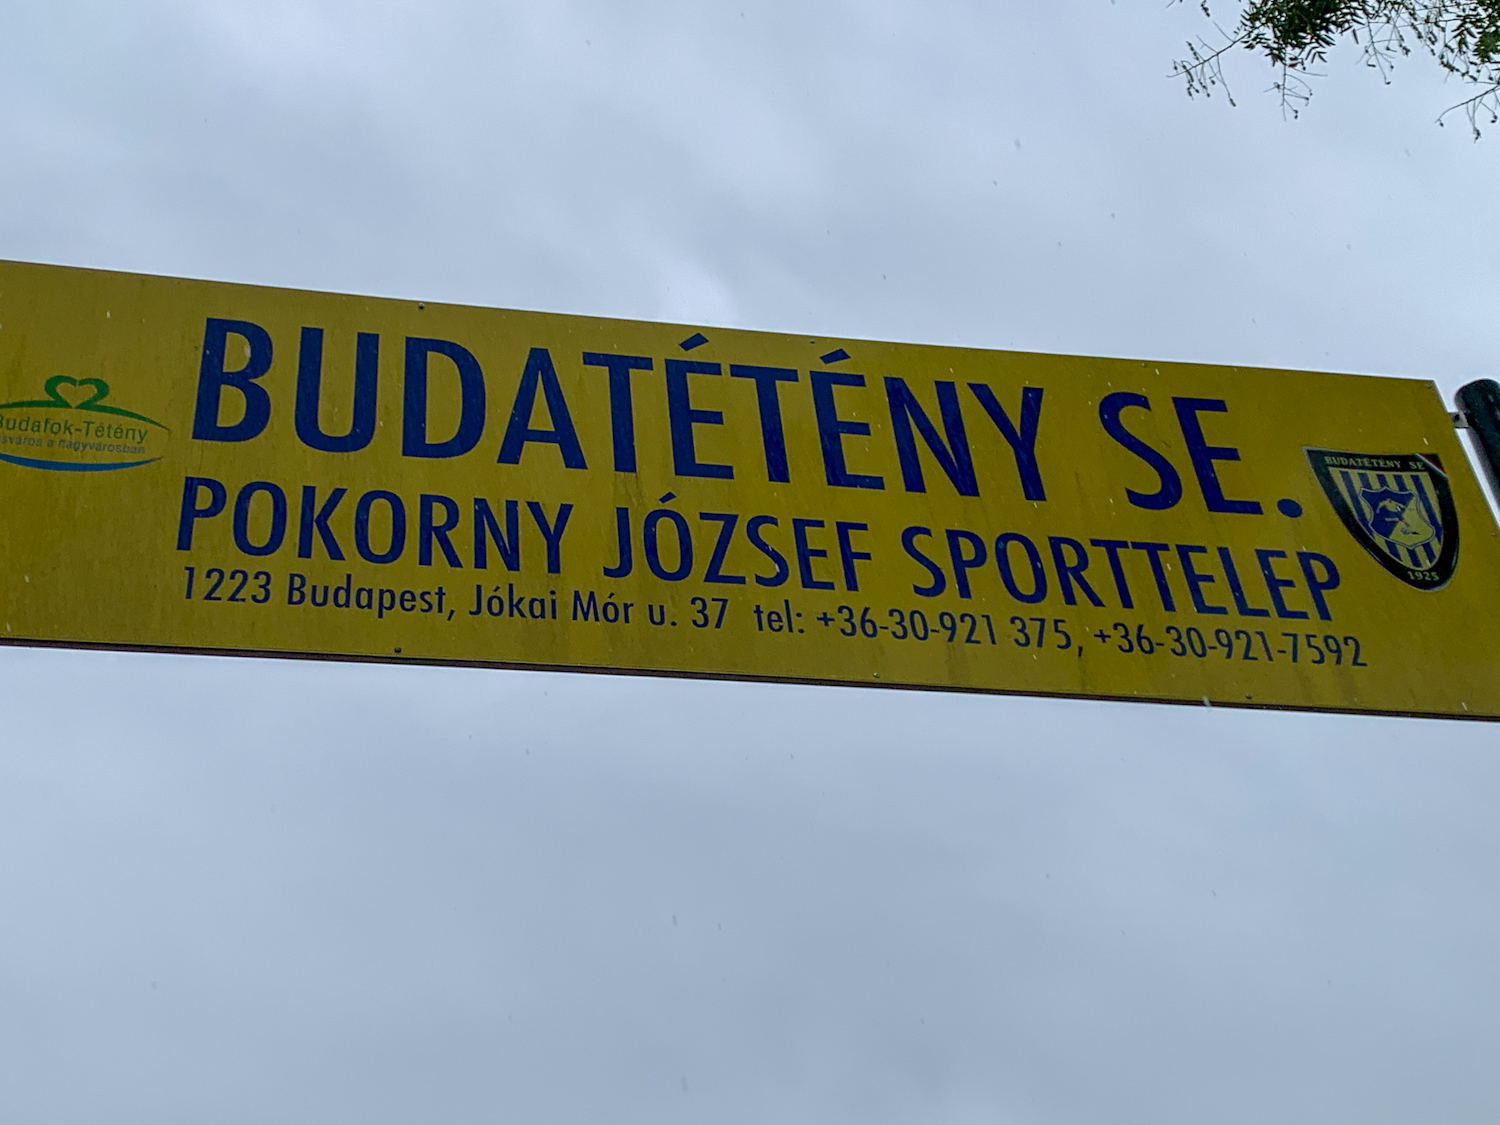 BUDATÉTÉNY SE.
POKORNY JÓZSEF SPORTTELEP
1223 Budapest, Jókai Mór u. 37 tel: +36-30-921 375, +36-30-921-7592
Budafok-Tétény
a nagyvárosban
BUDATÉTÉNY SE
1925